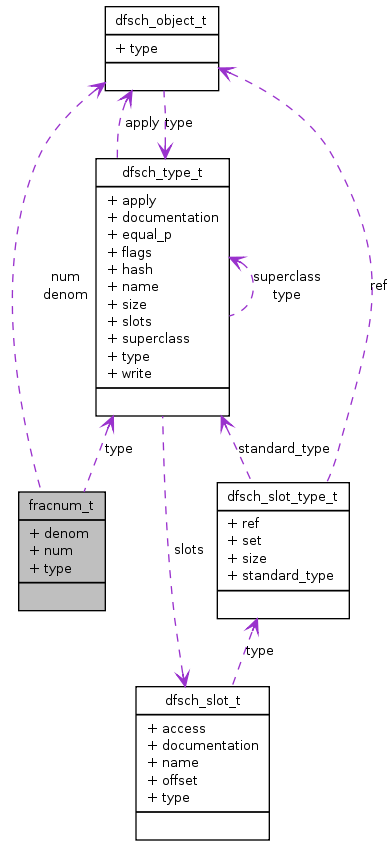 dfsch_object_t
+ type
apply
type
dfsch_type_t
+ apply
+ documentation
+ equal_p
+ flags
+ hash
+ name
+ size
+ slots
+ superclass
+ type
+ write
num
denom
superclass
type
ref
type
standard_type
fracnum_t
+ denom
+ num
+ type
dfsch_slot_type_t
+ ref
+ set
+ size
+ standard_type
slots
type
dfsch_slot_t
+ access
+ documentation
+ name
+ offset
+ type